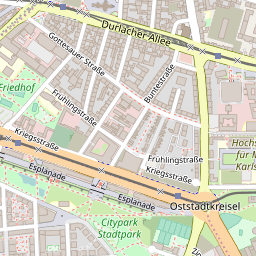 Durlacher Allee
Gottesauer Straße
Buntestraße
Friedhof
Frühlingstraße
Kriegsstraße
Hochs
für M
Karls
Frühlingstraße
Kriegsstraße
Esplanade
Esplanade
Oststadtkreisel
Citypark
Stadtpark